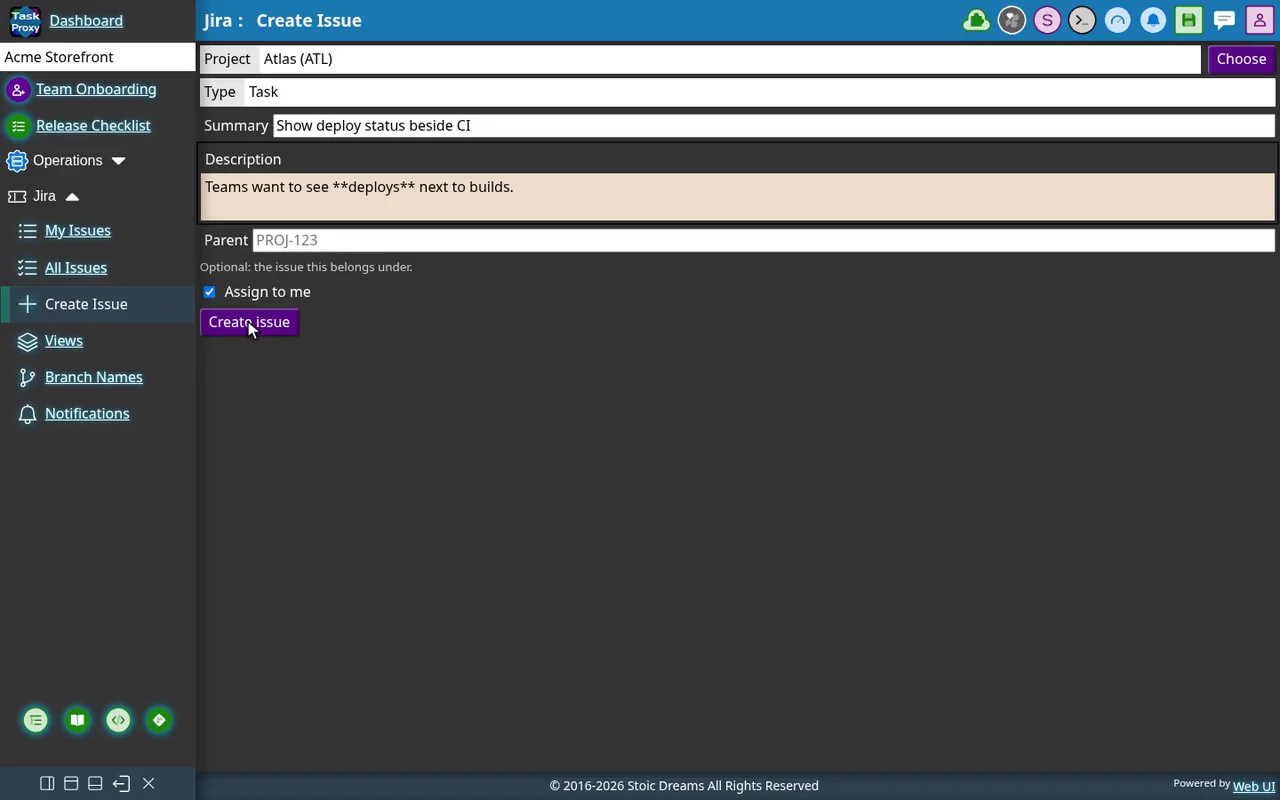 Task Proxy
Dashboard
Jira : Create Issue
S
Acme Storefront
Team Onboarding
Release Checklist
Operations
Jira
My Issues
All Issues
Create Issue
Views
Branch Names
Notifications
Project Atlas (ATL)
Choose
Type Task
Summary Show deploy status beside CI
Description
Teams want to see **deploys** next to builds.
Parent PROJ-123
Optional: the issue this belongs under.
Assign to me
Create issue
© 2016-2026 Stoic Dreams All Rights Reserved
Powered by Web UI